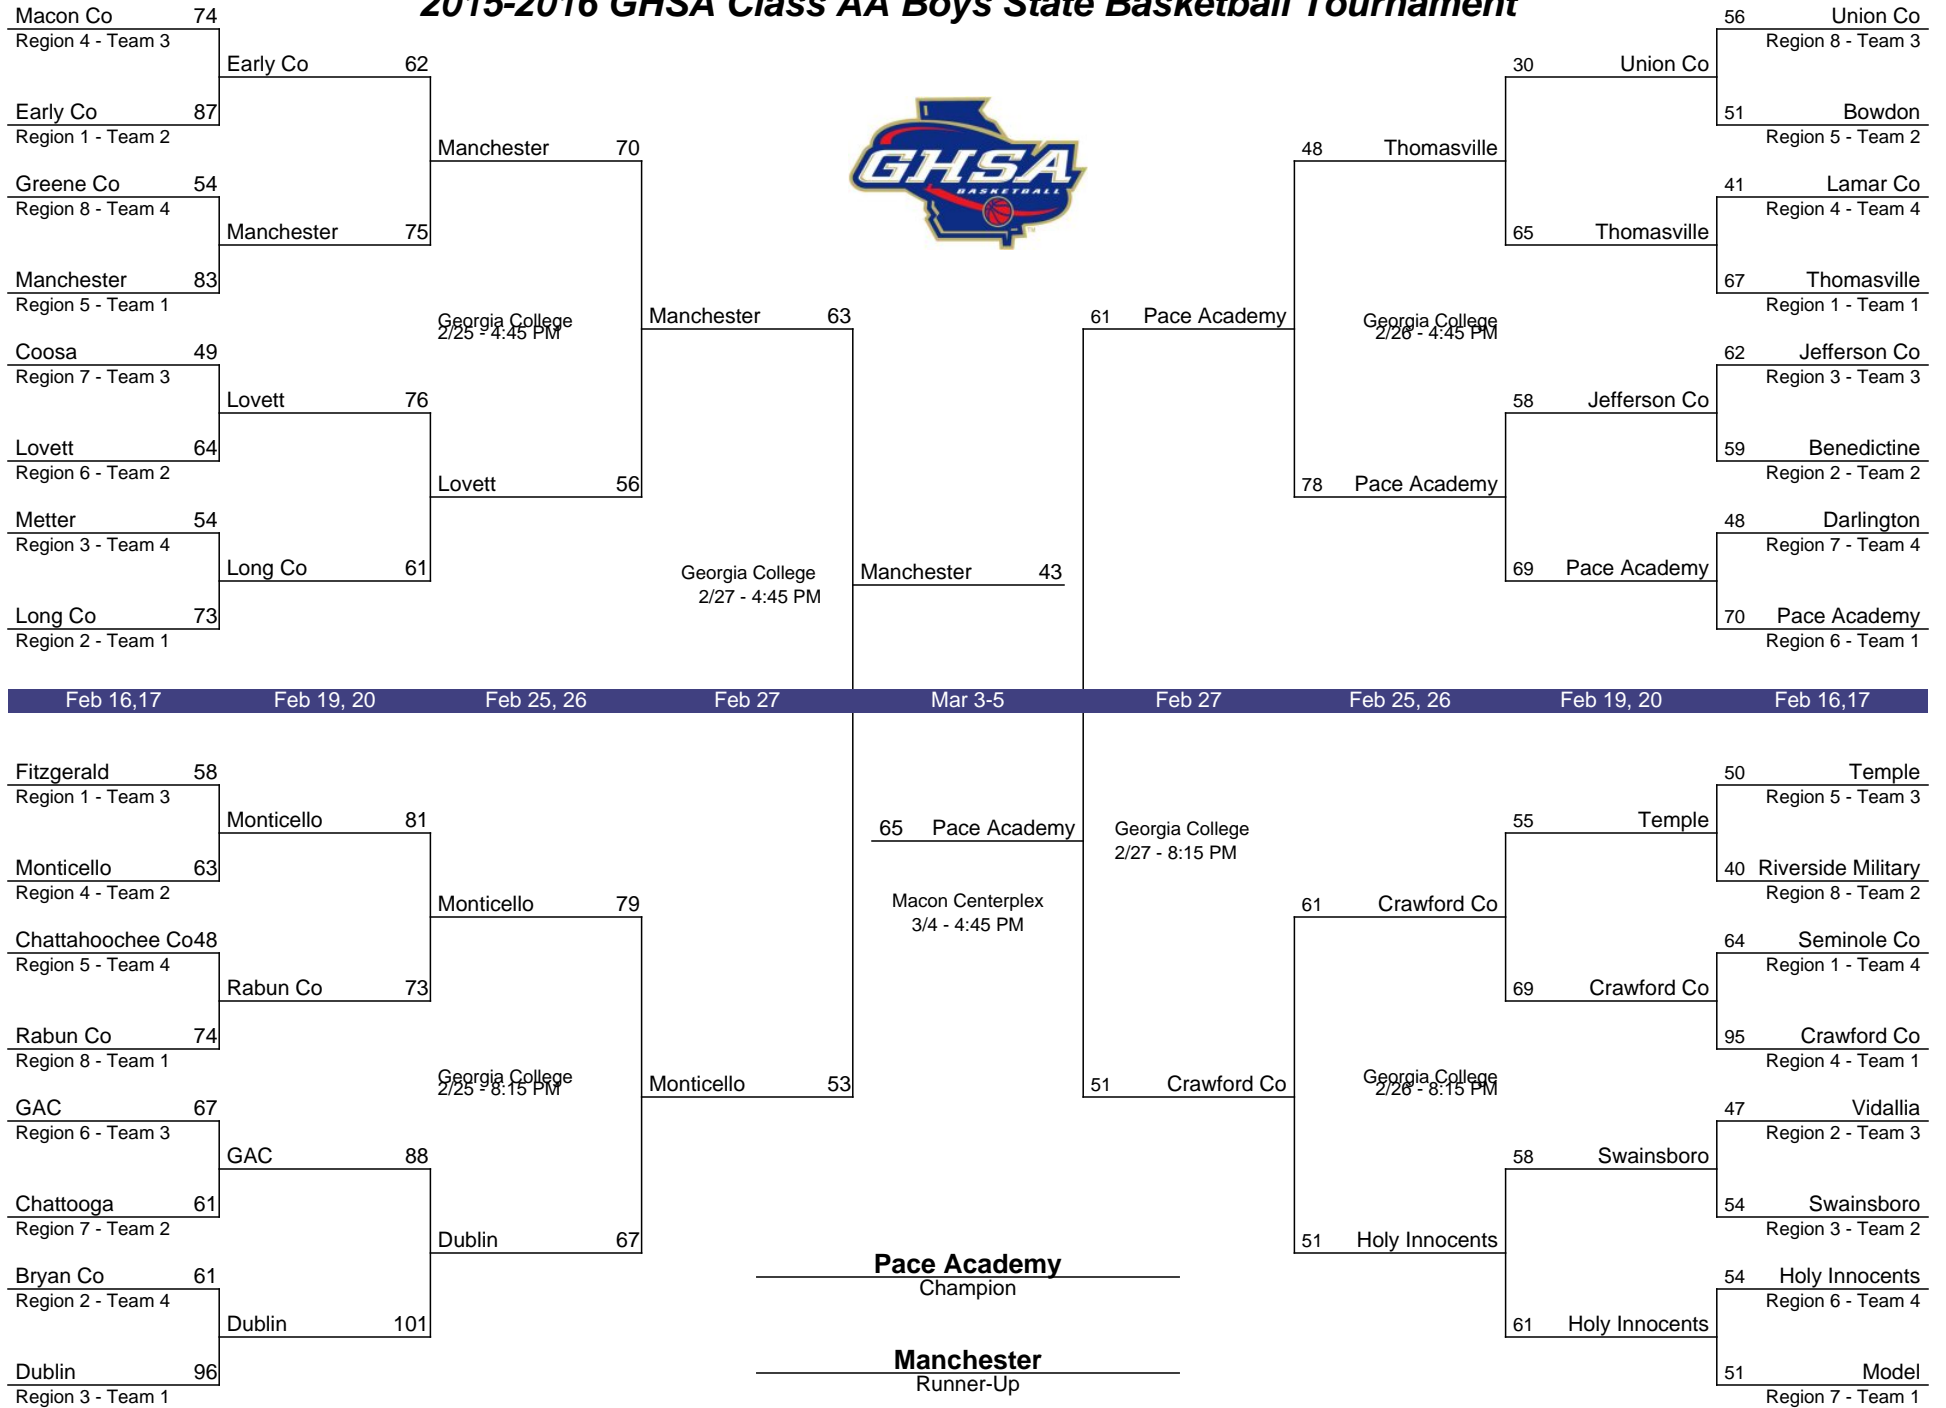 2015-2016 GHSA Class AA Boys State Basketball Tournament
Macon Co 74
Region 4 - Team 3
Early Co 62
Early Co 87
Region 1 - Team 2
Manchester 70
Greene Co 54
Region 8 - Team 4
Manchester 75
Manchester 83
Region 5 - Team 1
Georgia College
2/25 - 4:45 PM
Manchester 63
Coosa 49
Region 7 - Team 3
Lovett 76
Lovett 64
Region 6 - Team 2
Lovett 56
Metter 54
Region 3 - Team 4
Long Co 61
Long Co 73
Region 2 - Team 1
Georgia College
2/27 - 4:45 PM
Manchester 43
GHSA
BASKETBALL
TM
56 Union Co
Region 8 - Team 3
30 Union Co
51 Bowdon
Region 5 - Team 2
48 Thomasville
41 Lamar Co
Region 4 - Team 4
65 Thomasville
67 Thomasville
Region 1 - Team 1
61 Pace Academy
Georgia College
2/26 - 4:45 PM
62 Jefferson Co
Region 3 - Team 3
58 Jefferson Co
59 Benedictine
Region 2 - Team 2
78 Pace Academy
48 Darlington
Region 7 - Team 4
69 Pace Academy
70 Pace Academy
Region 6 - Team 1
Feb 16,17 Feb 19, 20 Feb 25, 26 Feb 27 Mar 3-5 Feb 27 Feb 25, 26 Feb 19, 20 Feb 16,17
Fitzgerald 58
Region 1 - Team 3
Monticello 81
Monticello 63
Region 4 - Team 2
Monticello 79
Chattahoochee Co48
Region 5 - Team 4
Rabun Co 73
Rabun Co 74
Region 8 - Team 1
Georgia College
2/25 - 8:15 PM
Monticello 53
GAC 67
Region 6 - Team 3
GAC 88
Chattooga 61
Region 7 - Team 2
Dublin 67
Bryan Co 61
Region 2 - Team 4
Dublin 101
Dublin 96
Region 3 - Team 1
65 Pace Academy
Macon Centerplex
3/4 - 4:45 PM
Georgia College
2/27 - 8:15 PM
50 Temple
Region 5 - Team 3
55 Temple
40 Riverside Military
Region 8 - Team 2
61 Crawford Co
64 Seminole Co
Region 1 - Team 4
69 Crawford Co
95 Crawford Co
Region 4 - Team 1
51 Crawford Co
Georgia College
2/26 - 8:15 PM
47 Vidallia
Region 2 - Team 3
58 Swainsboro
54 Swainsboro
Region 3 - Team 2
51 Holy Innocents
54 Holy Innocents
Region 6 - Team 4
61 Holy Innocents
51 Model
Region 7 - Team 1
Pace Academy
Champion
Manchester
Runner-Up